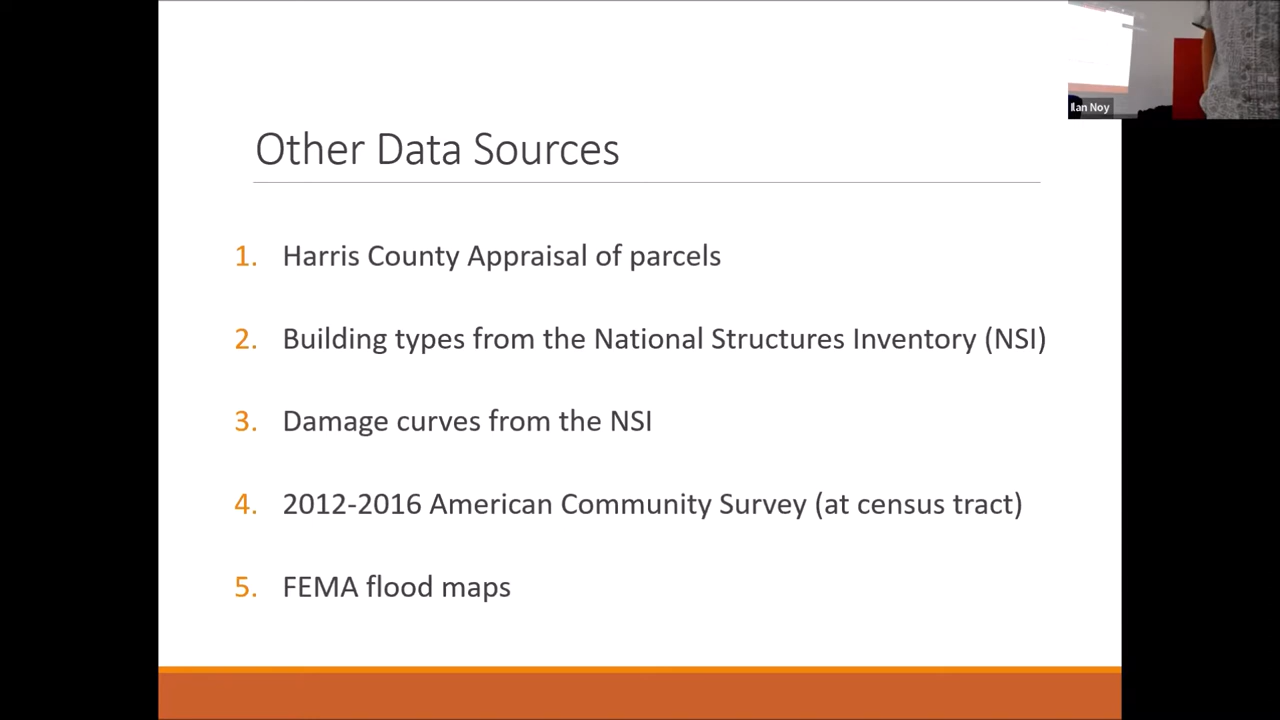 Ilan Noy
Other Data Sources
1. Harris County Appraisal of parcels
2. Building types from the National Structures Inventory (NSI)
3. Damage curves from the NSI
4. 2012-2016 American Community Survey (at census tract)
5. FEMA flood maps